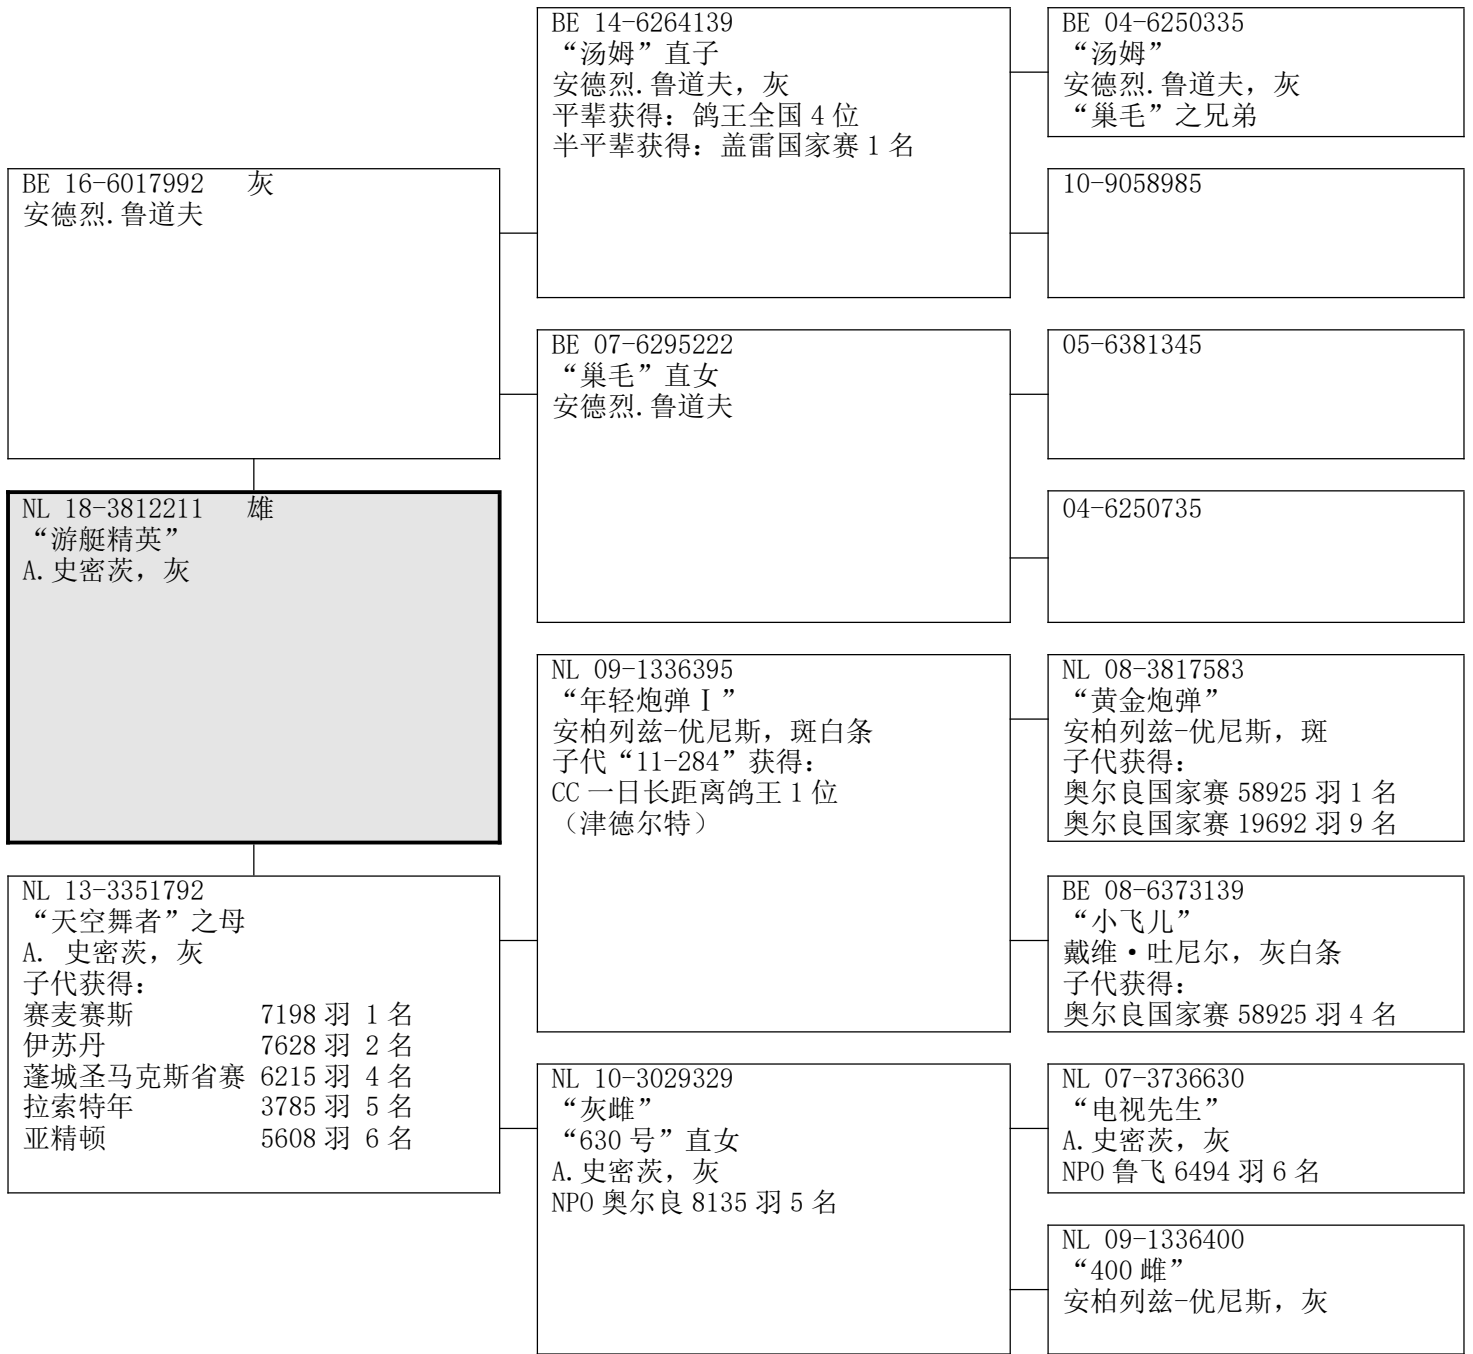 BE 16-6017992 灰
安德烈.鲁道夫
NL 18-3812211 雄
“游艇精英”
A.史密茨，灰
NL 13-3351792
“天空舞者”之母
A. 史密茨，灰
子代获得：
赛麦赛斯 7198 羽 1 名
伊苏丹 7628 羽 2 名
蓬城圣马克斯省赛 6215 羽 4 名
拉索特年 3785 羽 5 名
亚精顿 5608 羽 6 名
BE 14-6264139
“汤姆”直子
安德烈.鲁道夫，灰
平辈获得：鸽王全国 4 位
半平辈获得：盖雷国家赛 1 名
BE 07-6295222
“巢毛”直女
安德烈.鲁道夫
NL 09-1336395
“年轻炮弹Ⅰ”
安柏列兹-优尼斯，斑白条
子代“11-284”获得：
CC 一日长距离鸽王 1 位
（津德尔特）
NL 10-3029329
“灰雌”
“630 号”直女
A.史密茨，灰
NPO 奥尔良 8135 羽 5 名
BE 04-6250335
“汤姆”
安德烈.鲁道夫，灰
“巢毛”之兄弟
10-9058985
05-6381345
04-6250735
NL 08-3817583
“黄金炮弹”
安柏列兹-优尼斯，斑
子代获得：
奥尔良国家赛 58925 羽 1 名
奥尔良国家赛 19692 羽 9 名
BE 08-6373139
“小飞儿”
戴维·吐尼尔，灰白条
子代获得：
奥尔良国家赛 58925 羽 4 名
NL 07-3736630
“电视先生”
A.史密茨，灰
NPO 鲁飞 6494 羽 6 名
NL 09-1336400
“400 雌”
安柏列兹-优尼斯，灰